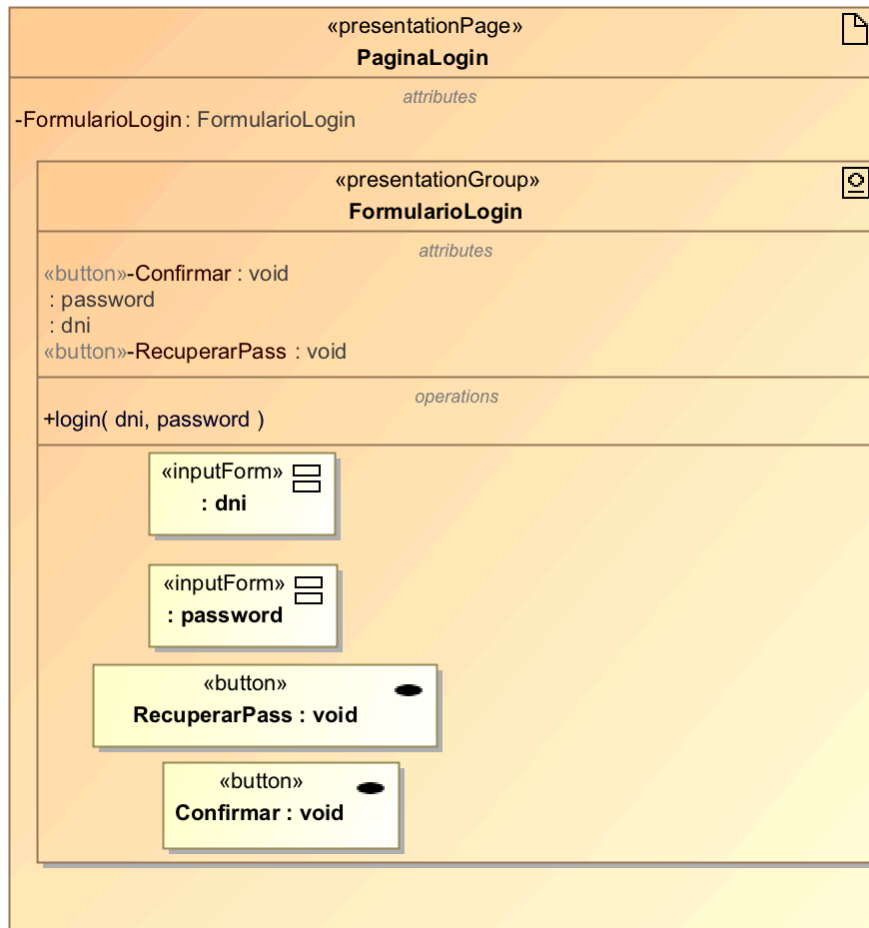 «presentationPage»
PaginaLogin
attributes
-FormularioLogin : FormularioLogin
«presentationGroup»
FormularioLogin
attributes
«button»-Confirmar : void
: password
: dni
«button»-RecuperarPass : void
operations
+login( dni, password )
«inputForm»
: dni
«inputForm»
: password
«button»
RecuperarPass : void
«button»
Confirmar : void